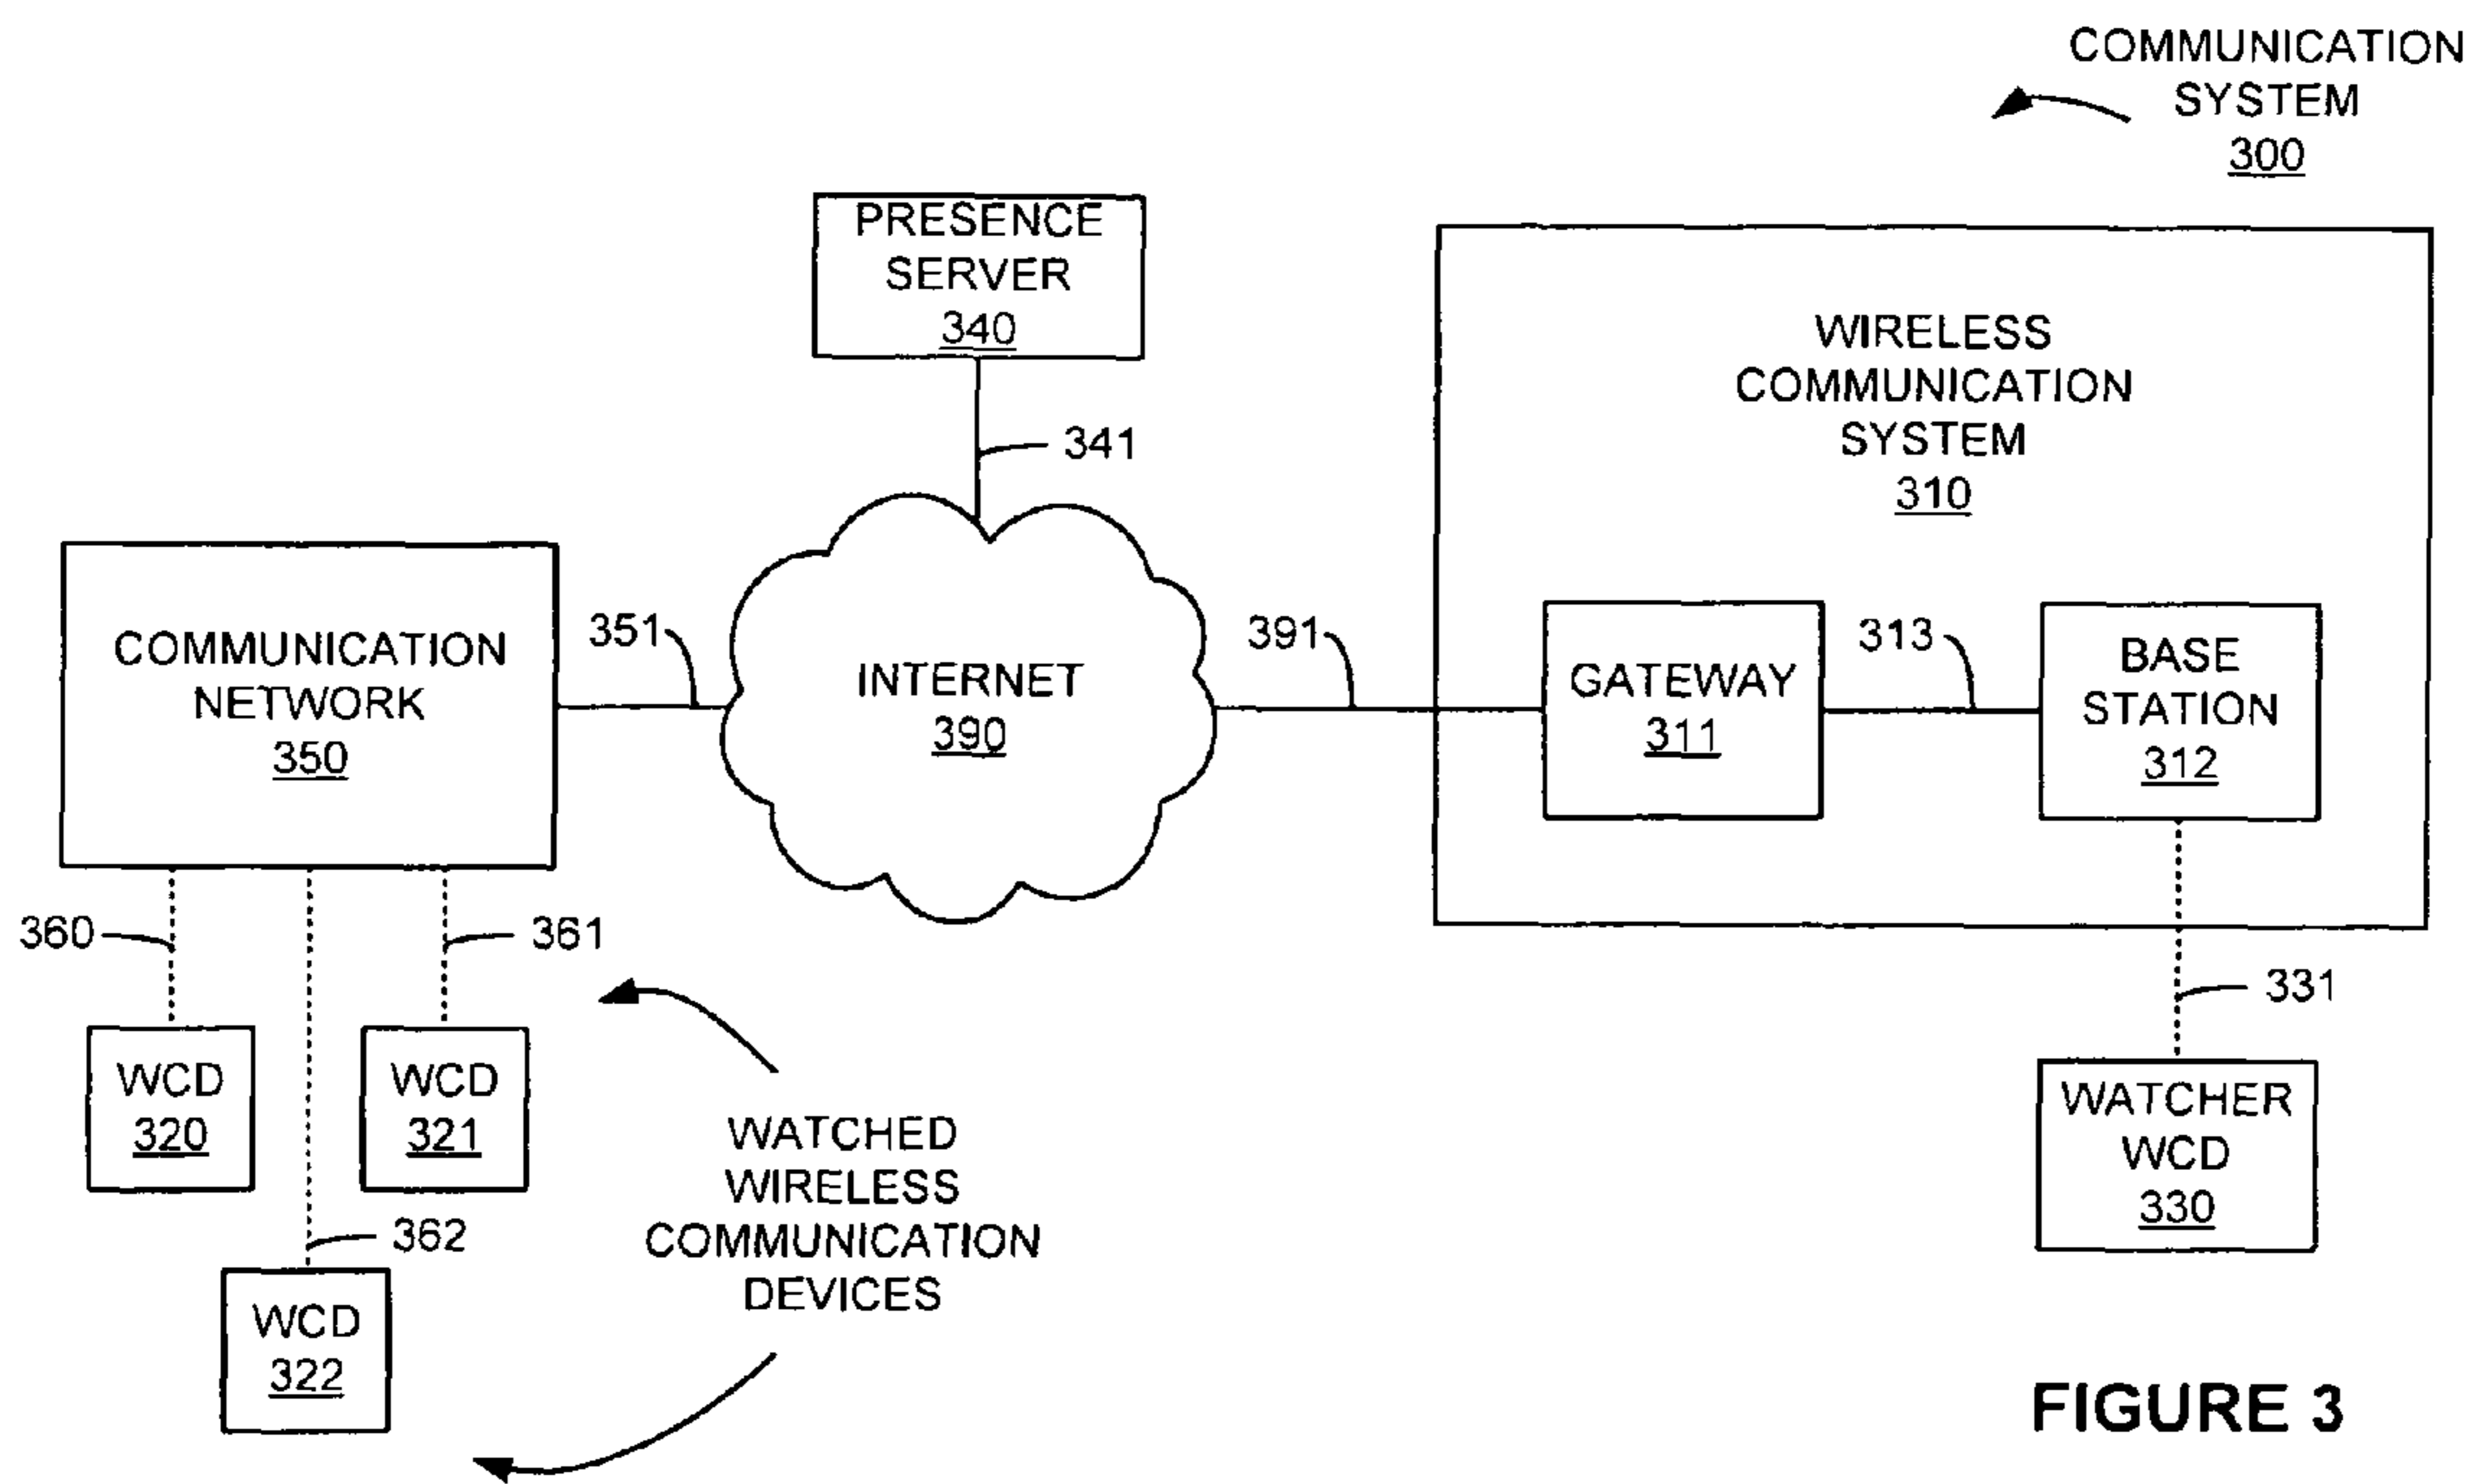 COMMUNICATION
SYSTEM
300
PRESENCE
SERVER
340
341
WIRELESS
COMMUNICATION
SYSTEM
310
COMMUNICATION
NETWORK
350
351
INTERNET
390
391
GATEWAY
311
313
BASE
STATION
312
360
361
331
WCD
320
WCD
321
362
WCD
322
WATCHED
WIRELESS
COMMUNICATION
DEVICES
WATCHER
WCD
330
FIGURE 3